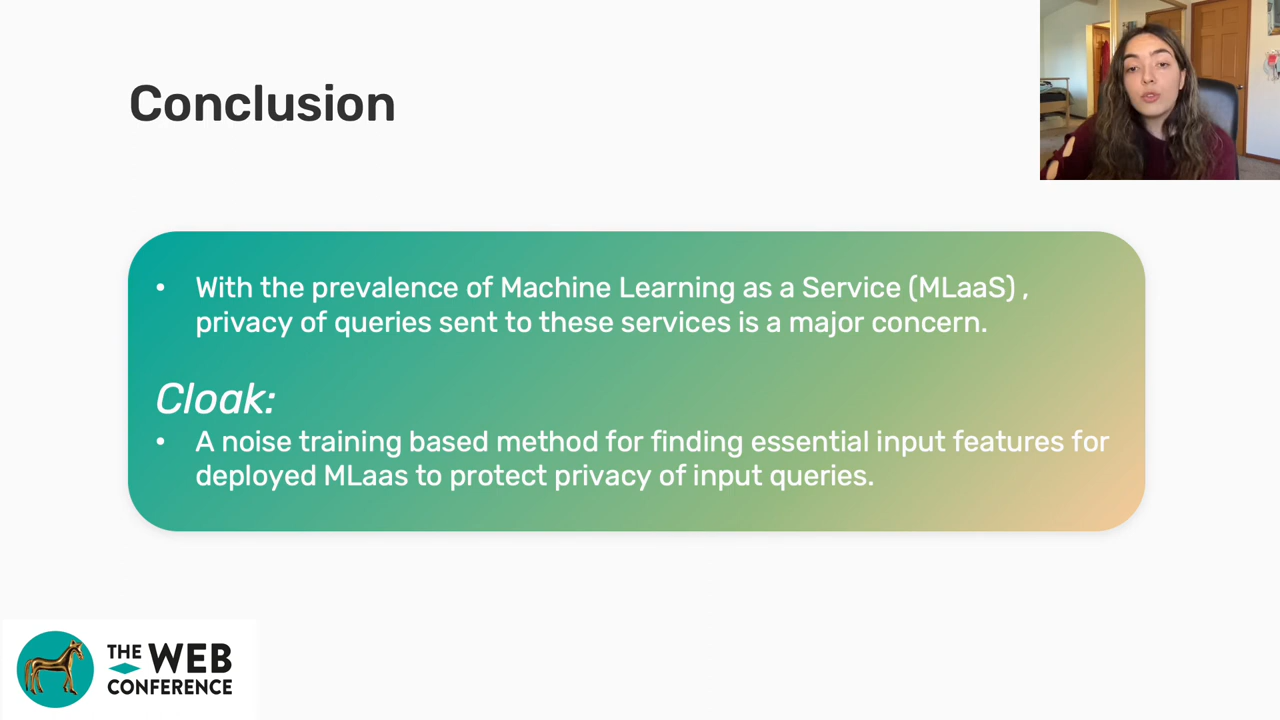 Conclusion
• With the prevalence of Machine Learning as a Service (MLaaS) ,
privacy of queries sent to these services is a major concern.
Cloak:
• A noise training based method for finding essential input features for
deployed MLaas to protect privacy of input queries.
THE WEB
CONFERENCE